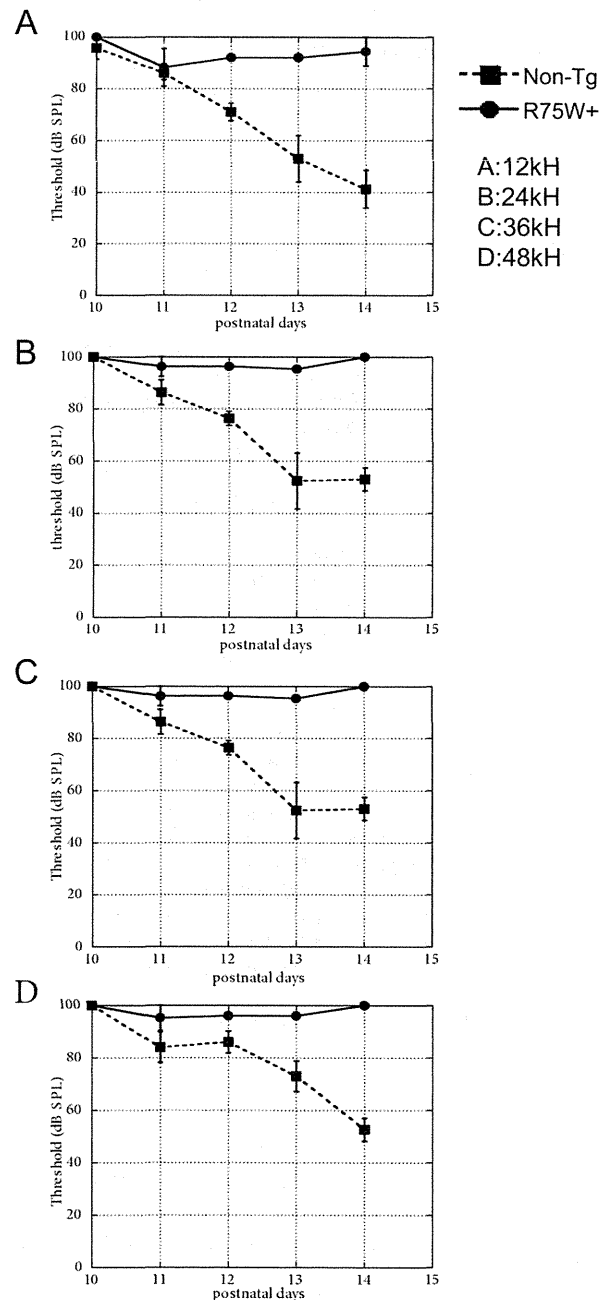 A
100
80
60
40
20
0
Threshold (dB SPL)
10 11 12 13 14 15
postnatal days
Non-Tg
R75W+
A:12kH
B:24kH
C:36kH
D:48kH
B
100
80
60
40
20
0
threshold (dB SPL)
10 11 12 13 14 15
postnatal days
C
100
80
60
40
20
0
Threshold (dB SPL)
10 11 12 13 14 15
postnatal days
D
100
80
60
40
20
0
Threshold (dB SPL)
10 11 12 13 14 15
postnatal days